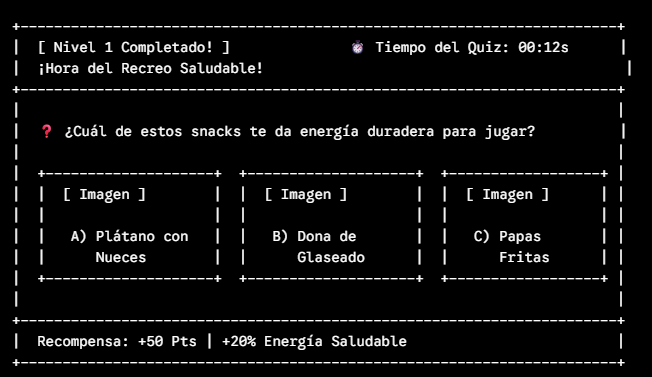 [ Nivel 1 Completado! ] ⏱ Tiempo del Quiz: 00:12s
¡Hora del Recreo Saludable!
❓ ¿Cuál de estos snacks te da energía duradera para jugar?
[ Imagen ] [ Imagen ] [ Imagen ]
A) Plátano con B) Dona de C) Papas
Nueces Glaseado Fritas
Recompensa: +50 Pts | +20% Energía Saludable